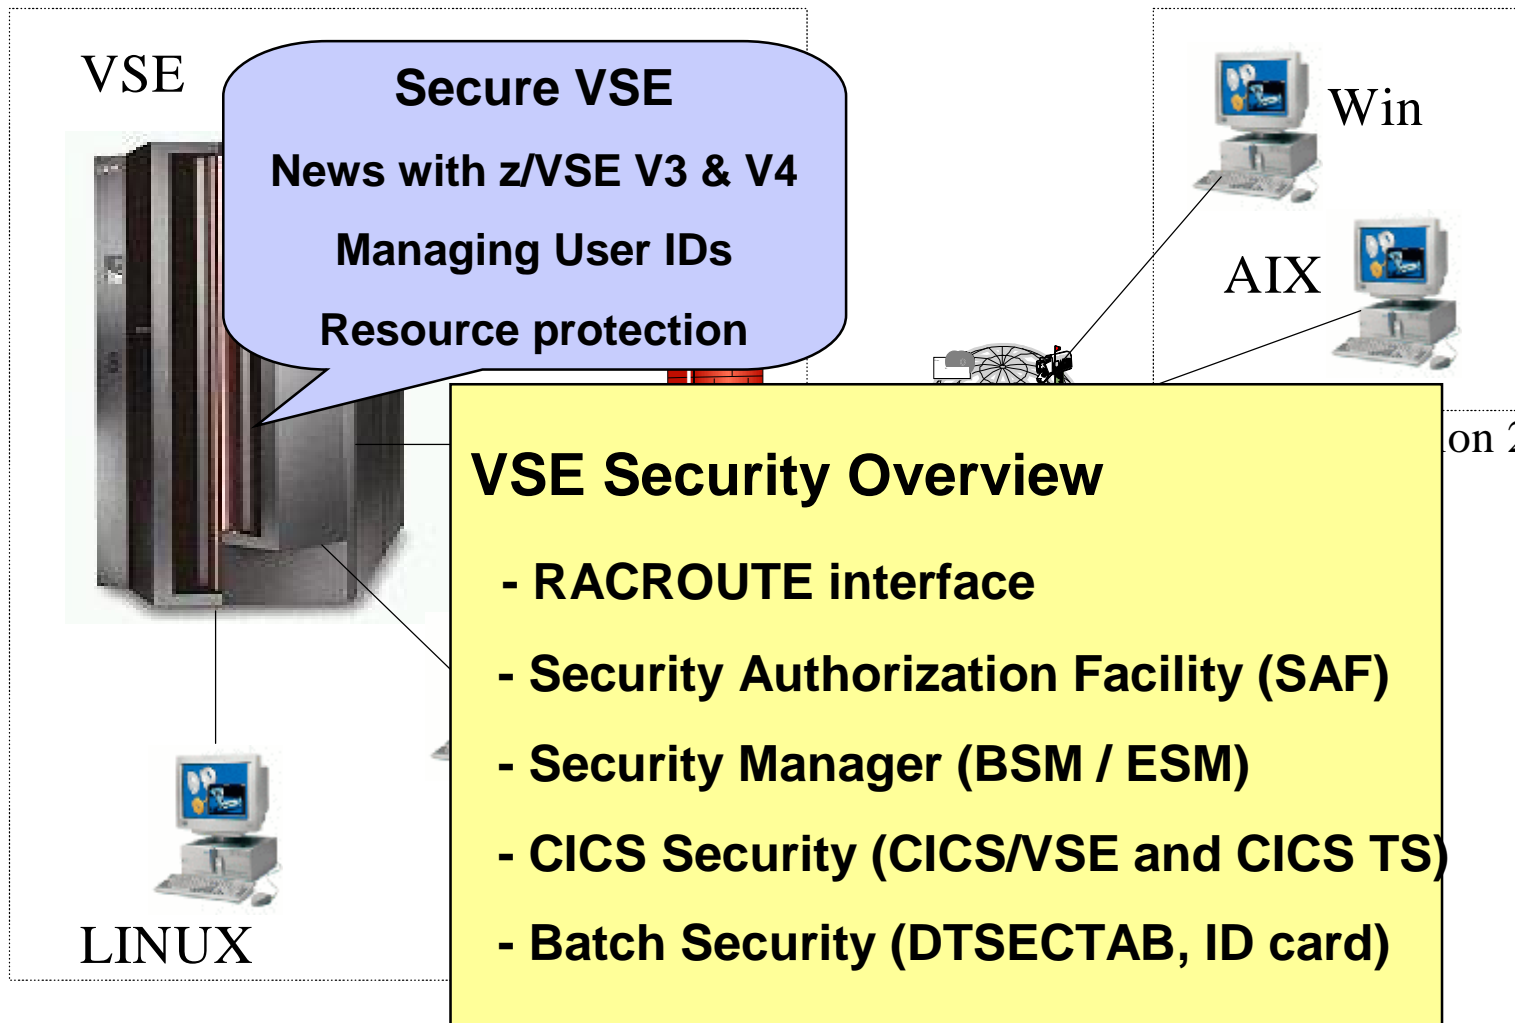 VSE
Secure VSE
News with z/VSE V3 & V4
Managing User IDs
Resource protection
Win
AIX
on 2
VSE Security Overview
- RACROUTE interface
- Security Authorization Facility (SAF)
- Security Manager (BSM / ESM)
- CICS Security (CICS/VSE and CICS TS)
- Batch Security (DTSECTAB, ID card)
LINUX